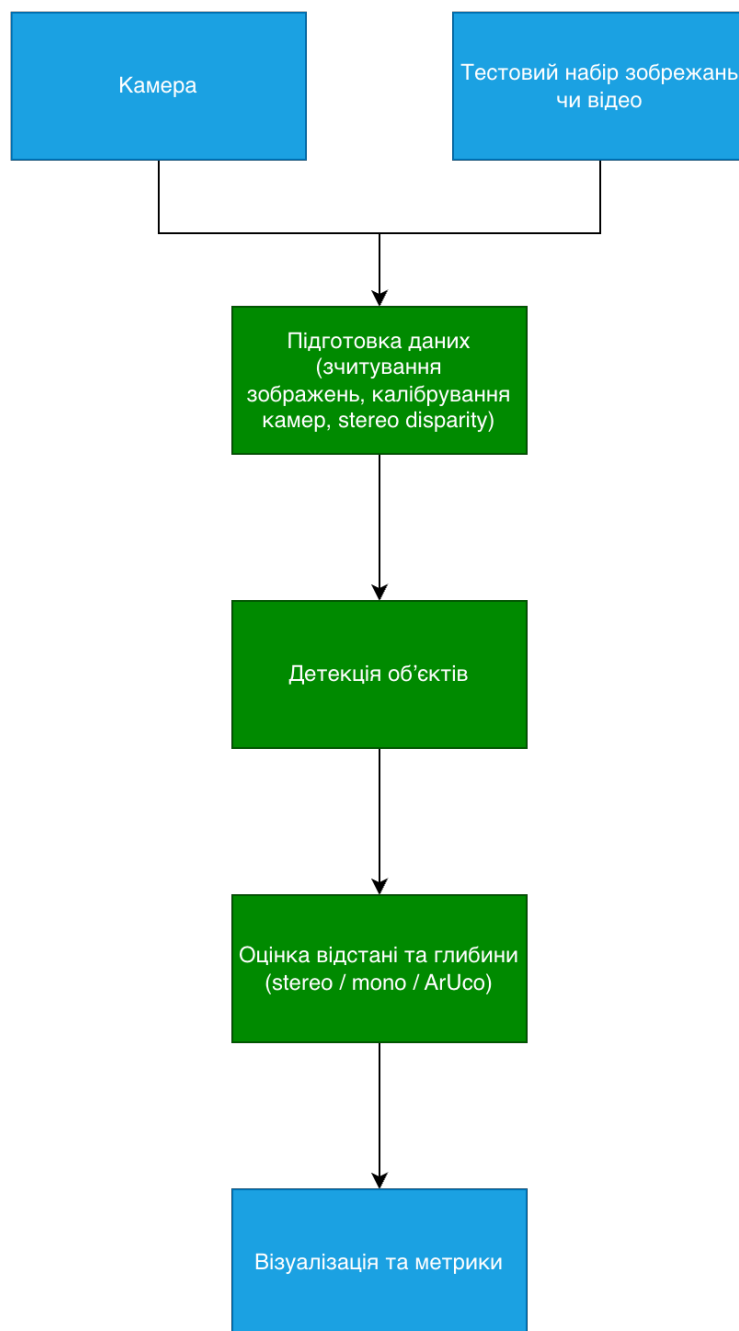 Камера
Тестовий набір зобрежань
чи відео
Підготовка даних
(зчитування
зображень, калібрування
камер, stereo disparity)
Детекція об'єктів
Оцінка відстані та глибини
(stereo / mono / ArUco)
Візуалізація та метрики